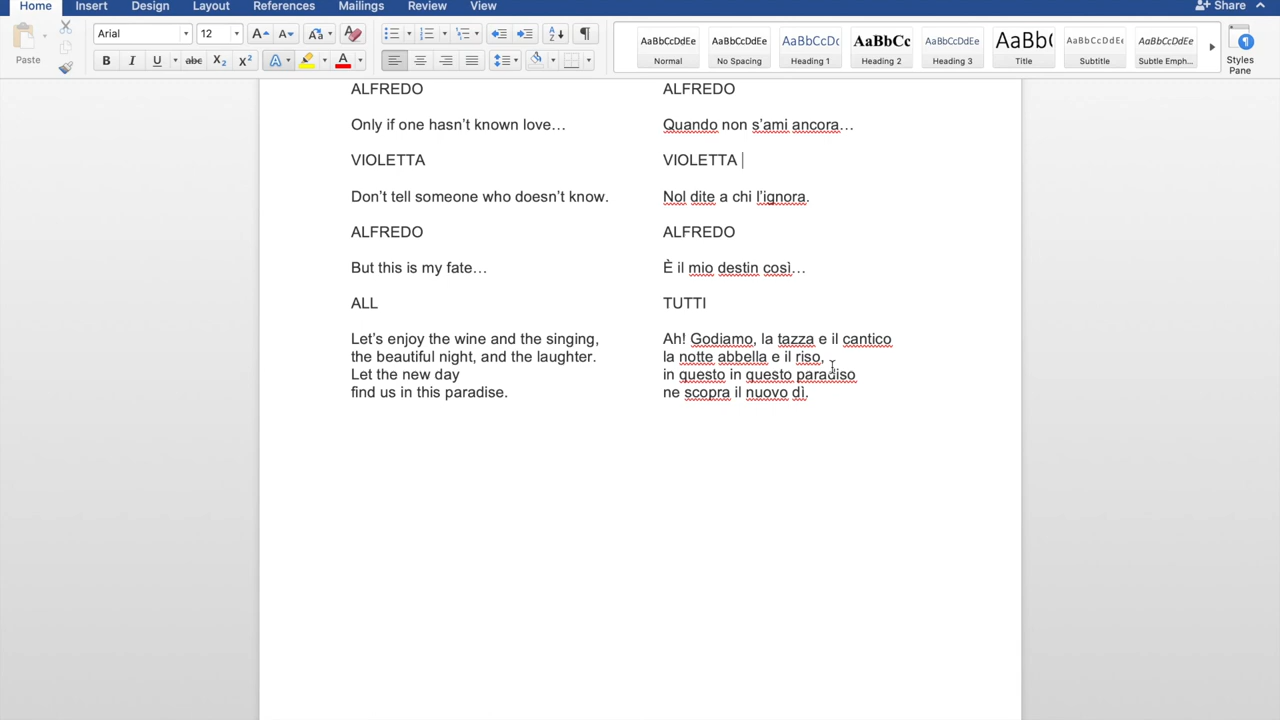 Home Insert Design Layout References Mailings Review View Share
Paste
Arial 12
AaBbCcDdEe AaBbCcDdEe AaBbCcDc AaBbCc AaBbCcDdEe AaBb( AaBbCcDdEe AaBbCcDdEe
Normal No Spacing Heading 1 Heading 2 Heading 3 Title Subtitle Subtle Emph... Styles Pane
ALFREDO
Only if one hasn’t known love…
VIOLETTA
Don’t tell someone who doesn’t know.
ALFREDO
But this is my fate…
ALL
Let’s enjoy the wine and the singing,
the beautiful night, and the laughter.
Let the new day
find us in this paradise.
ALFREDO
Quando non s’ami ancora…
VIOLETTA
Nol dite a chi l’ignora.
ALFREDO
È il mio destin così…
TUTTI
Ah! Godiamo, la tazza e il cantico
la notte abbella e il riso,
in questo in questo paradiso
ne scopra il nuovo dì.